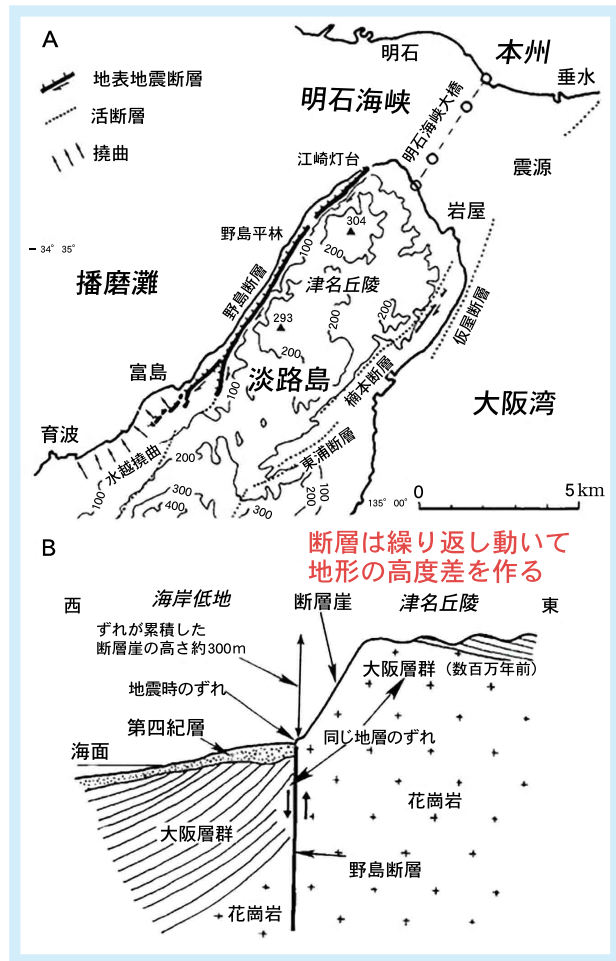 A
明石
本州
垂水
地表地震断層
活断層
撓曲
明石海峡
明石海峡大橋
震源
江崎灯台
岩屋
304
野島平林
100
200
34° 35′
播磨灘
津名丘陵
野島断層
仮屋断層
293
200
200
200
富島
100
淡路島
楠本断層
大阪湾
育波
水越撓曲
200
東浦断層
100
300
400
300
200
100
135° 00′
0
5 km
B
断層は繰り返し動いて
地形の高度差を作る
西
海岸低地
断層崖
津名丘陵
東
ずれが累積した
断層崖の高さ約300m
大阪層群（数百万年前）
地震時のずれ
第四紀層
同じ地層のずれ
海面
花崗岩
大阪層群
野島断層
花崗岩